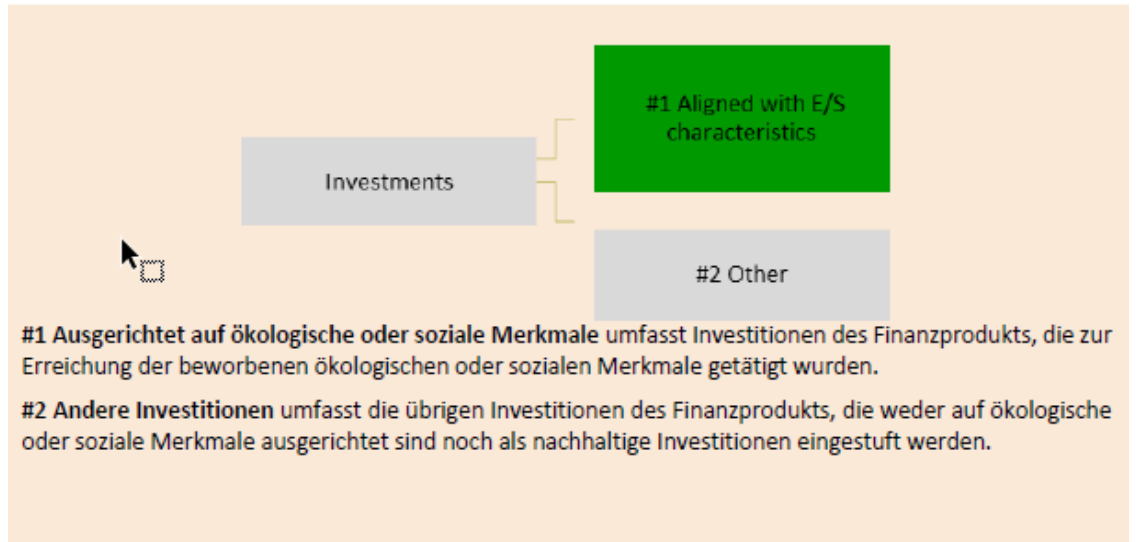 #1 Aligned with E/S
characteristics
Investments
#2 Other
#1 Ausgerichtet auf ökologische oder soziale Merkmale umfasst Investitionen des Finanzprodukts, die zur
Erreichung der beworbenen ökologischen oder sozialen Merkmale getätigt wurden.
#2 Andere Investitionen umfasst die übrigen Investitionen des Finanzprodukts, die weder auf ökologische
oder soziale Merkmale ausgerichtet sind noch als nachhaltige Investitionen eingestuft werden.